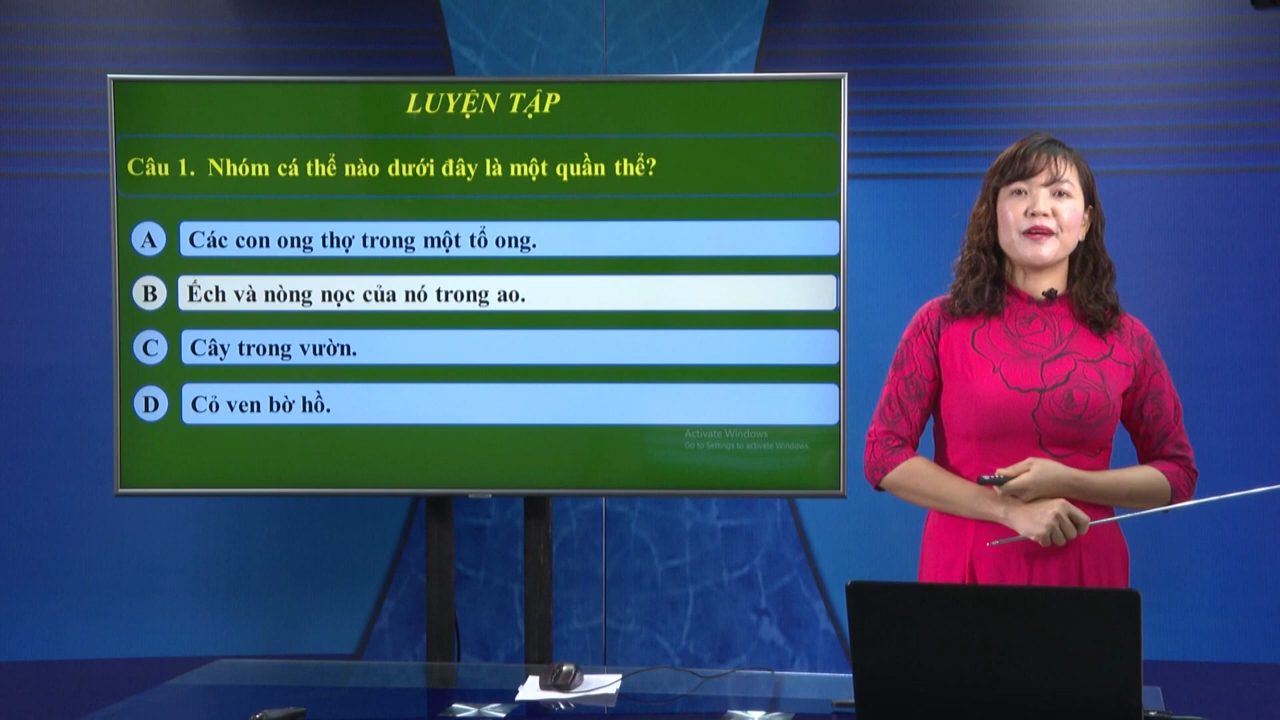 LUYỆN TẬP
Câu 1. Nhóm cá thể nào dưới đây là một quần thể?
A Các con ong thợ trong một tổ ong.
B Ếch và nòng nọc của nó trong ao.
C Cây trong vườn.
D Cỏ ven bờ hồ.
Activate Windows
Go to Settings to activate Windows.